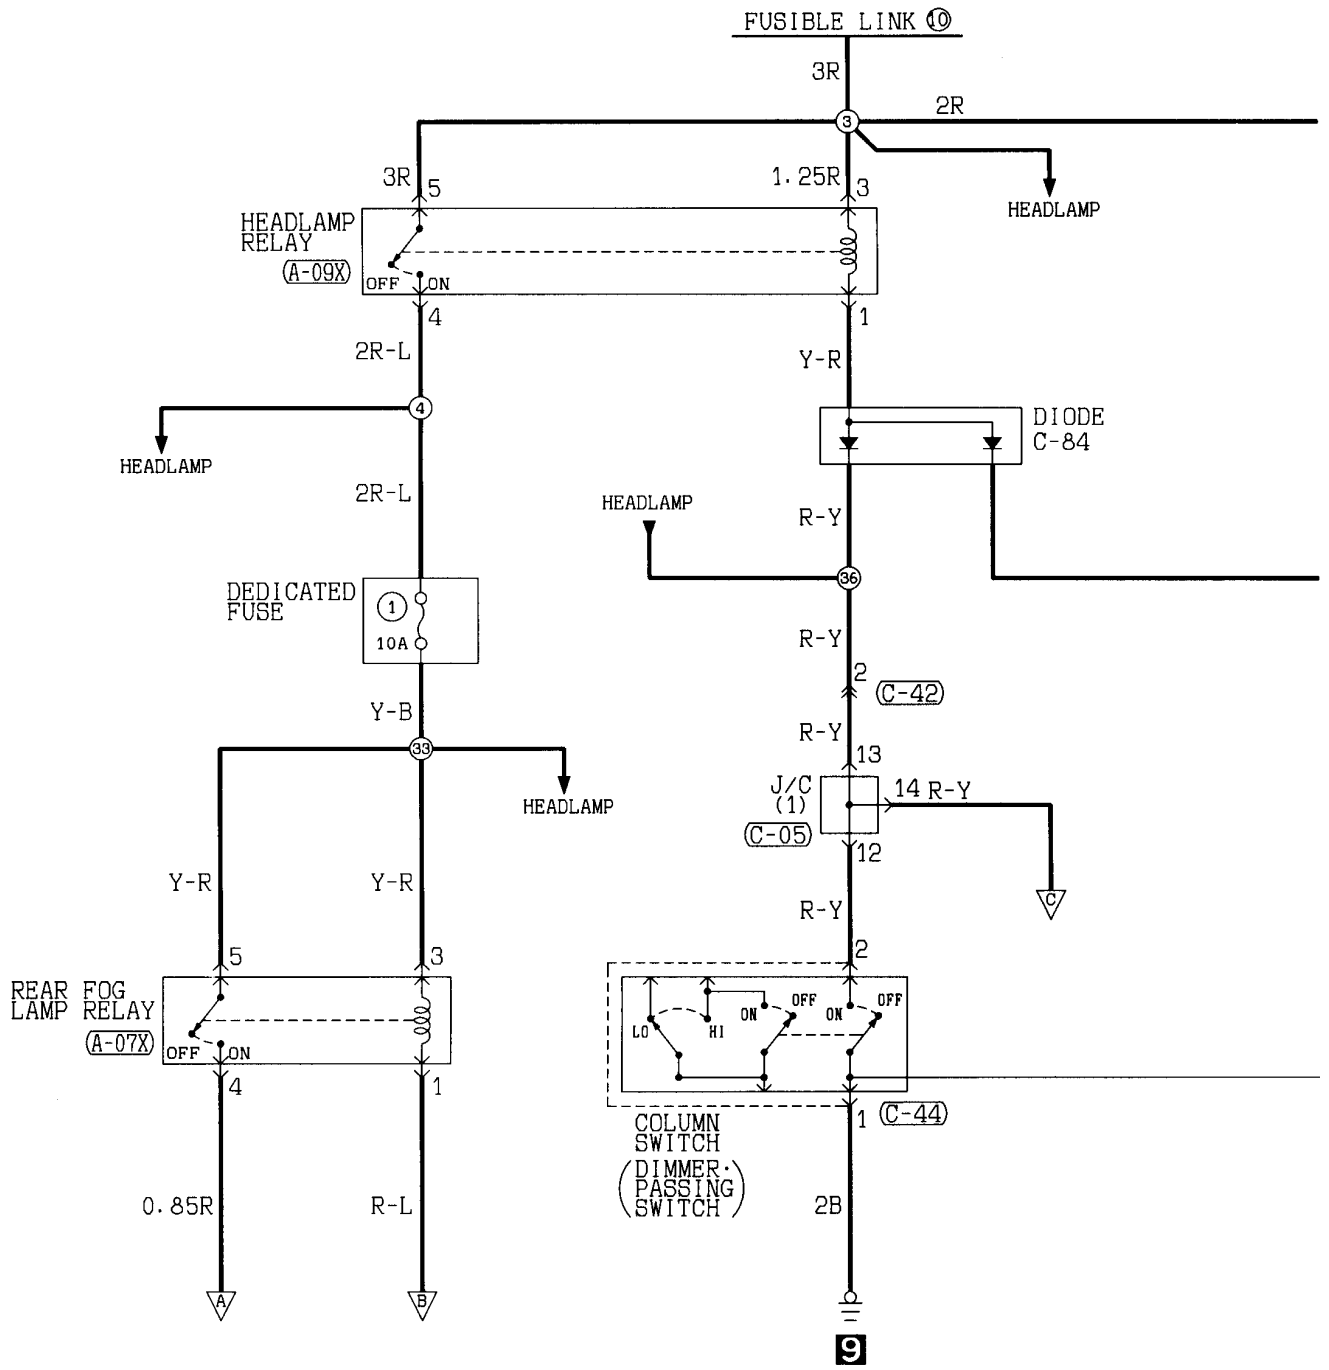 FUSIBLE LINK ⑩
3R
3
2R
3R
5
1.25R
3
HEADLAMP
HEADLAMP
RELAY
A-09X
OFF
ON
4
1
2R-L
Y-R
4
DIODE
C-84
HEADLAMP
2R-L
HEADLAMP
R-Y
36
DEDICATED
FUSE
1
10A
R-Y
2
C-42
Y-B
R-Y
33
13
HEADLAMP
J/C
(1)
14 R-Y
C-05
12
Y-R
Y-R
R-Y
C
5
3
2
REAR FOG
LAMP RELAY
A-07X
OFF
ON
LO
HI
ON
OFF
ON
OFF
4
1
1
C-44
COLUMN
SWITCH
(DIMMER·
PASSING
SWITCH)
0.85R
R-L
2B
A
B
9